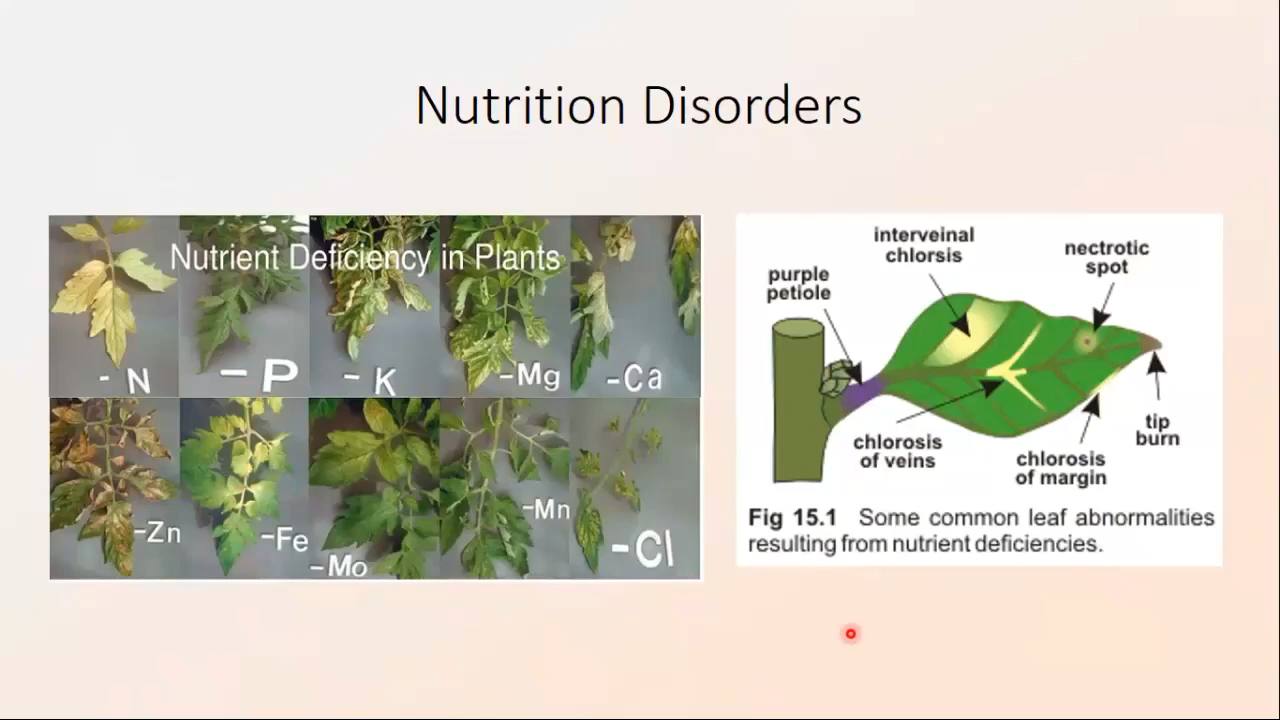 Nutrition Disorders
Nutrient Deficiency in Plants
- N
- P
- K
-Mg
-Ca
-Zn
-Fe
-Mo
-Mn
-Cl
interveinal
chlorsis
nectrotic
spot
purple
petiole
chlorosis
of veins
chlorosis
of margin
tip
burn
Fig 15.1 Some common leaf abnormalities
resulting from nutrient deficiencies.